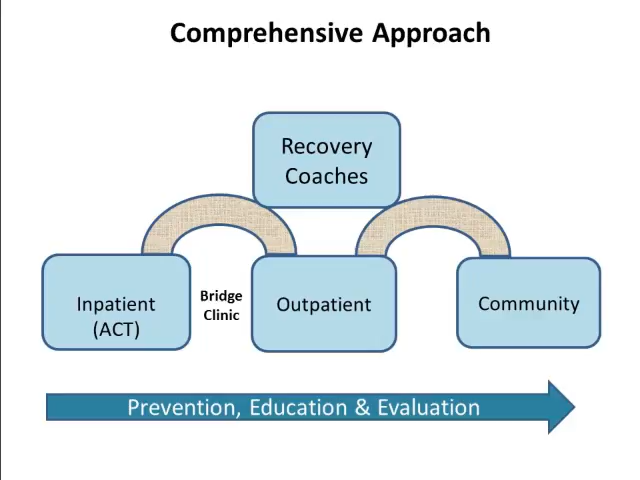 Comprehensive Approach
Recovery
Coaches
Inpatient
(ACT)
Bridge
Clinic
Outpatient
Community
Prevention, Education & Evaluation